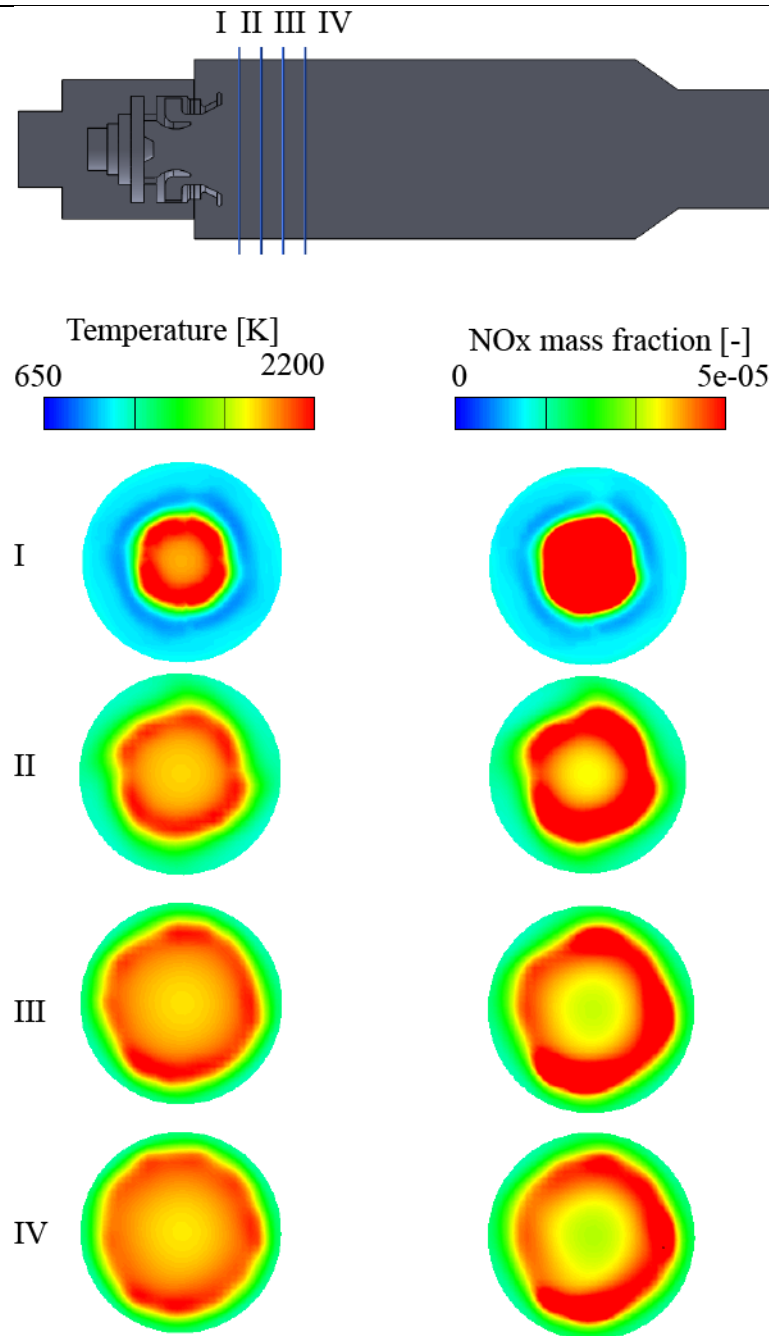 I II III IV
Temperature [K]
650 2200
NOx mass fraction [-]
0 5e-05
I
II
III
IV